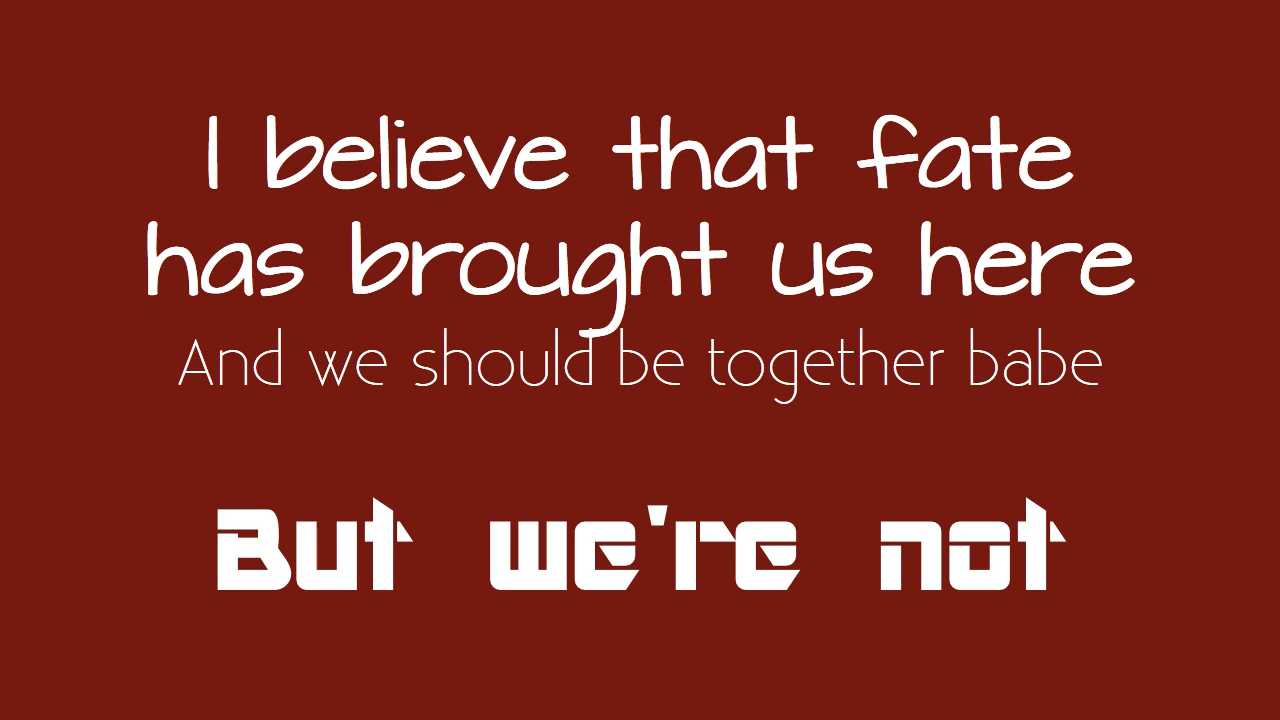 I believe that fate
has brought us here
And we should be together babe
But we're not